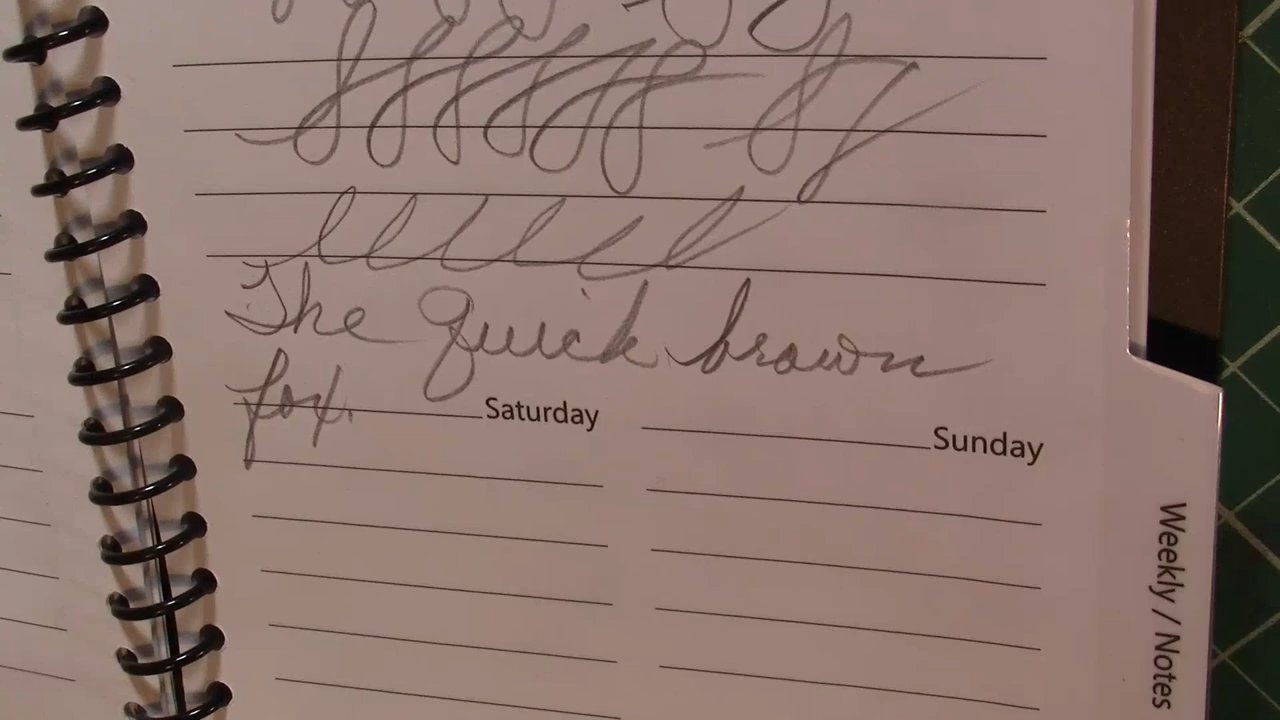 The quick brown
fox.
Saturday
Sunday
Weekly / Notes